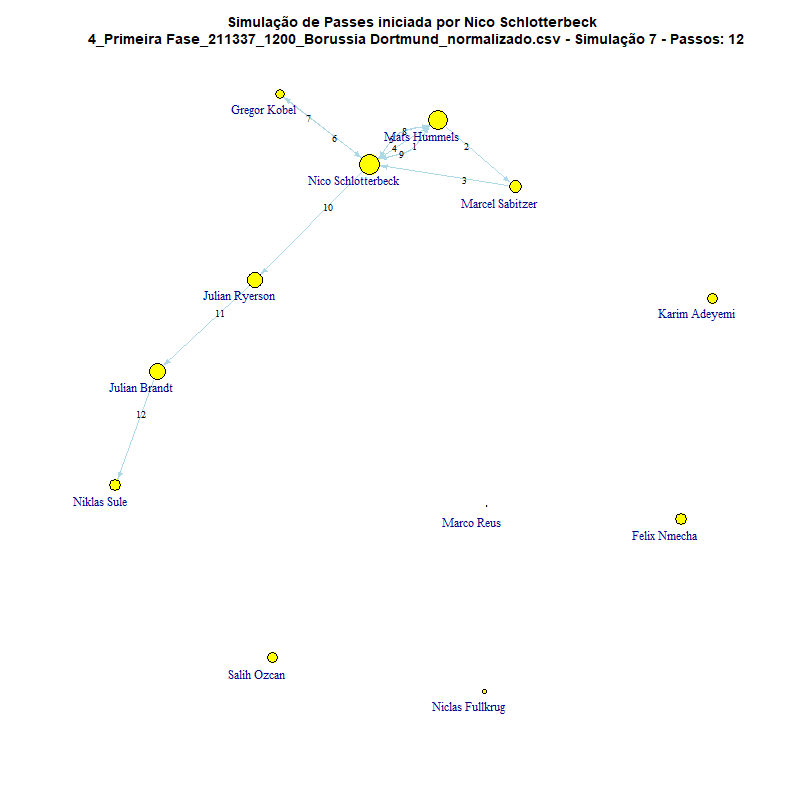 Simulação de Passes iniciada por Nico Schlotterbeck
4_Primeira Fase_211337_1200_Borussia Dortmund_normalizado.csv - Simulação 7 - Passos: 12
Gregor Kobel
7
6
8
Mats Hummels
4
1
9
2
Nico Schlotterbeck
3
Marcel Sabitzer
10
Julian Ryerson
Karim Adeyemi
11
Julian Brandt
12
Niklas Sule
Marco Reus
Felix Nmecha
Salih Ozcan
Niclas Fullkrug